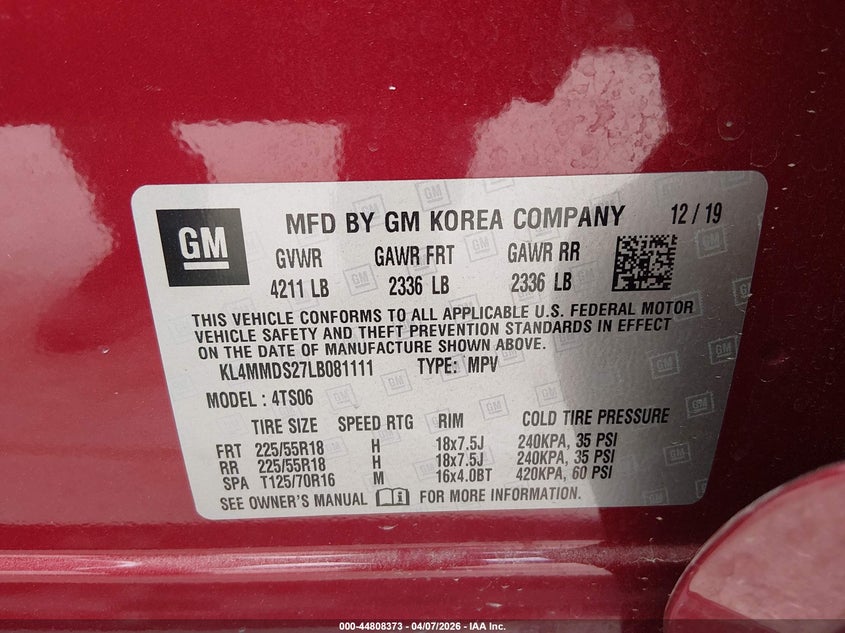 GM MFD BY GM KOREA COMPANY 12 / 19
GVWR GAWR FRT GAWR RR
4211 LB 2336 LB 2336 LB
THIS VEHICLE CONFORMS TO ALL APPLICABLE U.S. FEDERAL MOTOR
VEHICLE SAFETY AND THEFT PREVENTION STANDARDS IN EFFECT
ON THE DATE OF MANUFACTURE SHOWN ABOVE.
KL4MMDS27LB081111 TYPE: MPV
MODEL : 4TS06
TIRE SIZE SPEED RTG RIM COLD TIRE PRESSURE
FRT 225/55R18 H 18x7.5J 240KPA, 35 PSI
RR 225/55R18 H 18x7.5J 240KPA, 35 PSI
SPA T125/70R16 M 16x4.0BT 420KPA, 60 PSI
SEE OWNER'S MANUAL FOR MORE INFORMATION.
000-44808373 - 04/07/2026 - IAA Inc.